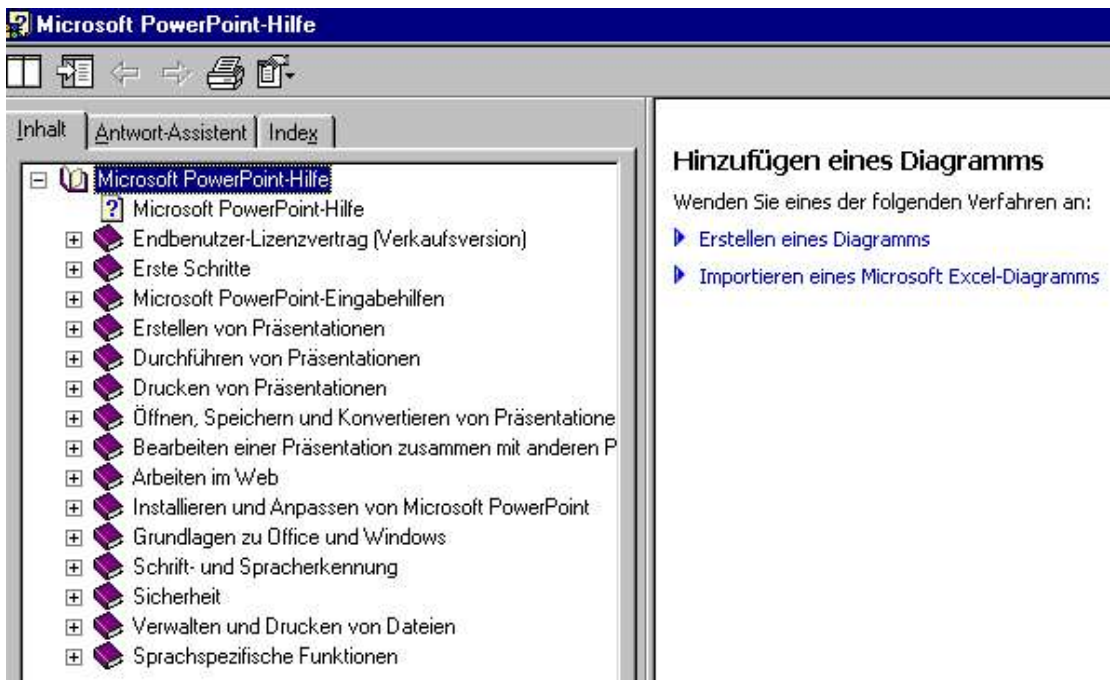 Microsoft PowerPoint-Hilfe
Inhalt Antwort-Assistent Index
Microsoft PowerPoint-Hilfe
Microsoft PowerPoint-Hilfe
Endbenutzer-Lizenzvertrag (Verkaufsversion)
Erste Schritte
Microsoft PowerPoint-Eingabehilfen
Erstellen von Präsentationen
Durchführen von Präsentationen
Drucken von Präsentationen
Öffnen, Speichern und Konvertieren von Präsentatione
Bearbeiten einer Präsentation zusammen mit anderen P
Arbeiten im Web
Installieren und Anpassen von Microsoft PowerPoint
Grundlagen zu Office und Windows
Schrift- und Spracherkennung
Sicherheit
Verwalten und Drucken von Dateien
Sprachspezifische Funktionen
Hinzufügen eines Diagramms
Wenden Sie eines der folgenden Verfahren an:
Erstellen eines Diagramms
Importieren eines Microsoft Excel-Diagramms